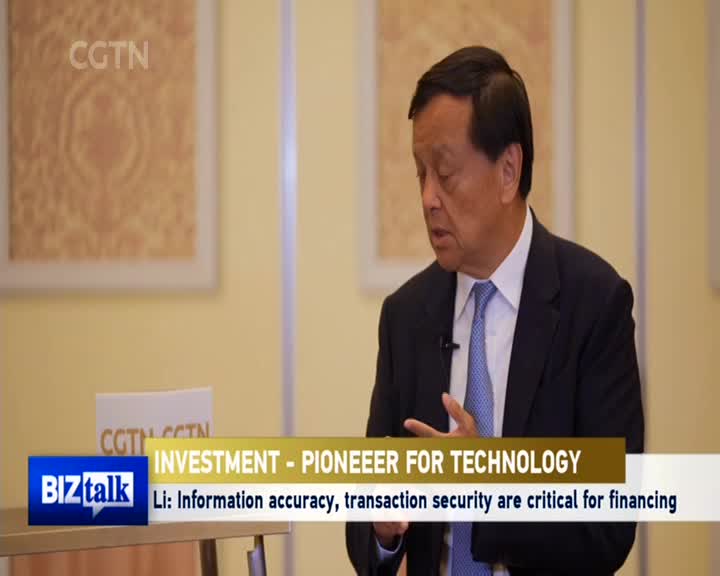 CGTN
CGTN CGTN
INVESTMENT - PIONEEER FOR TECHNOLOGY
BIZtalk
Li: Information accuracy, transaction security are critical for financing